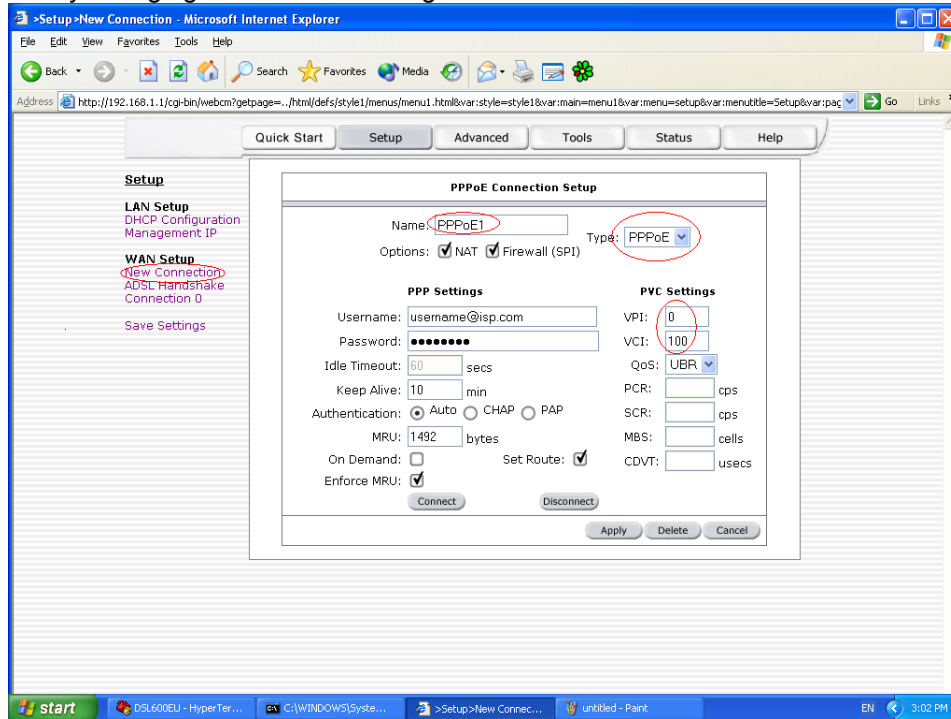 >Setup >New Connection - Microsoft Internet Explorer
File Edit View Favorites Tools Help
Back Search Favorites Media
Address http://192.168.1.1/cgi-bin/webcm?getpage=../html/defs/style1/menus/menu1.html&var:style=style1&var:main=menu1&var:menu=setup&var:menutitle=Setup&var:pag Go Links
Quick Start Setup Advanced Tools Status Help
Setup
LAN Setup
DHCP Configuration
Management IP
WAN Setup
New Connection
ADSL Handshake
Connection 0
Save Settings
PPPoE Connection Setup
Name: PPPoE1
Type: PPPoE
Options: NAT Firewall (SPI)
PPP Settings
Username: username@isp.com
Password: ••••••••
Idle Timeout: 60 secs
Keep Alive: 10 min
Authentication: Auto CHAP PAP
MRU: 1492 bytes
On Demand: Set Route:
Enforce MRU:
Connect Disconnect
PVC Settings
VPI: 0
VCI: 100
QoS: UBR
PCR: cps
SCR: cps
MBS: cells
CDVT: usecs
Apply Delete Cancel
start DSL600EU - HyperTer... C:\WINDOWS\Syste... >Setup>New Connec... untitled - Paint EN 3:02 PM